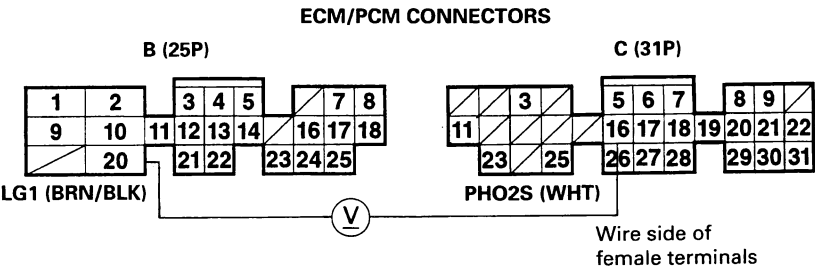 ECM/PCM CONNECTORS
B (25P)
C (31P)
1 2 3 4 5 7 8
9 10 11 12 13 14 16 17 18
20 21 22 23 24 25
3 5 6 7 8 9
11 16 17 18 19 20 21 22
23 25 26 27 28 29 30 31
LG1 (BRN/BLK)
PHO2S (WHT)
V
Wire side of
female terminals